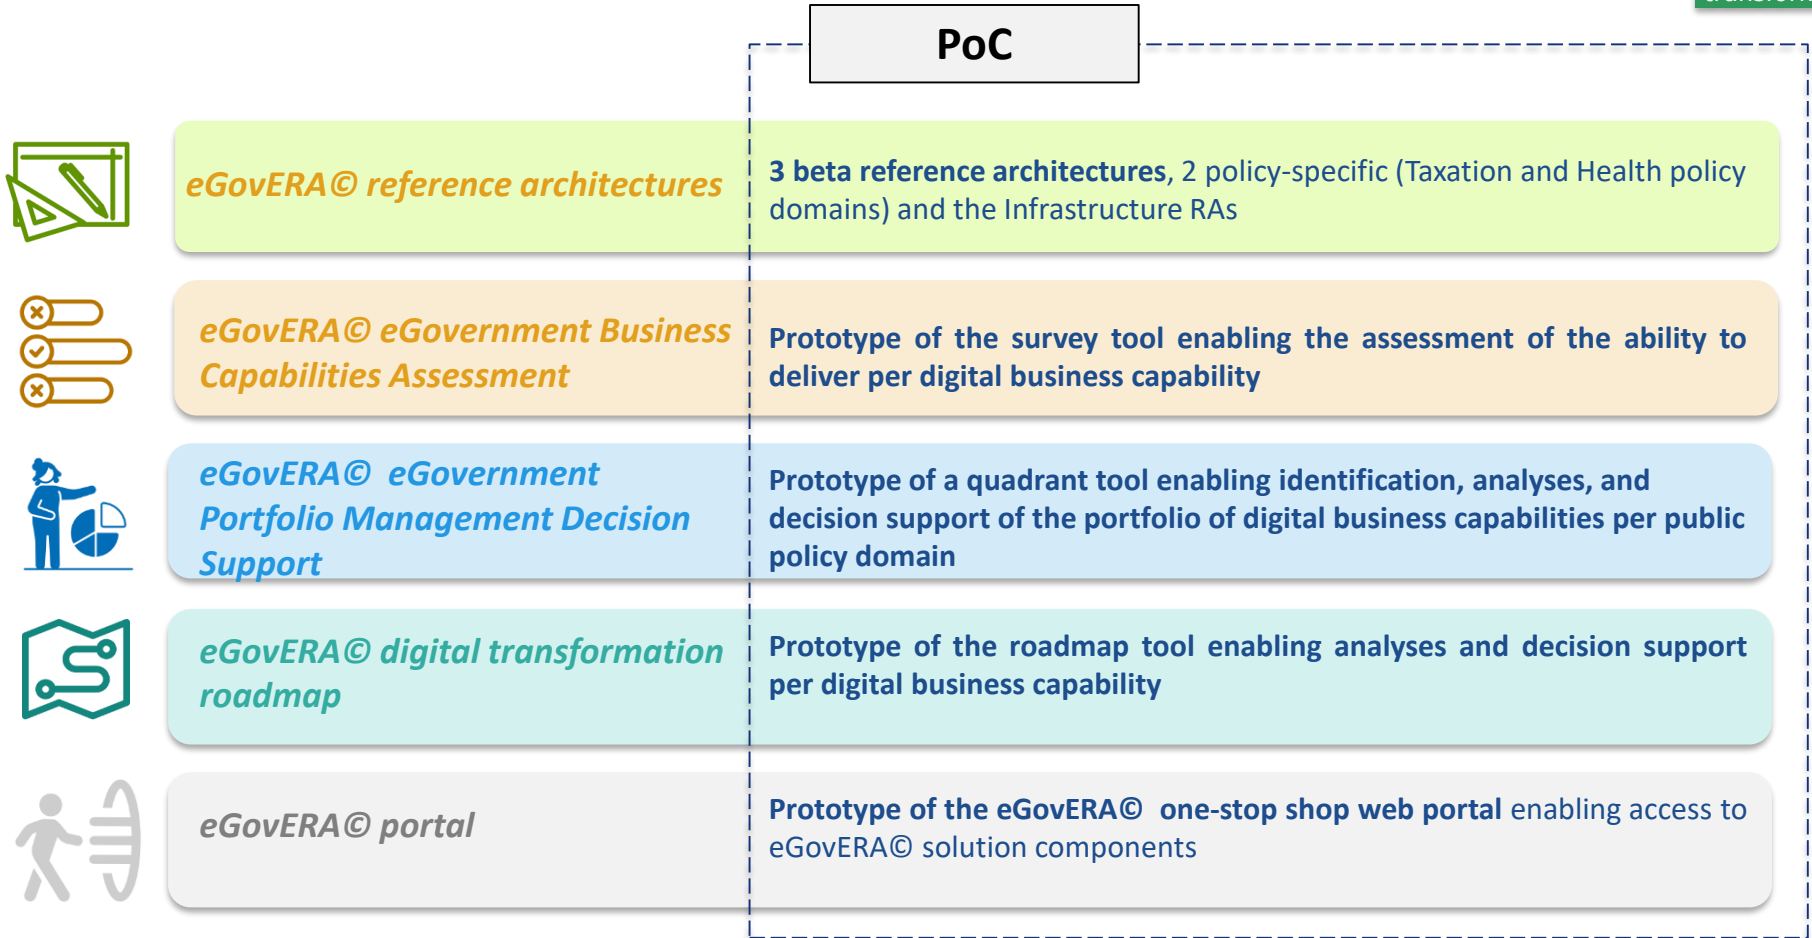 PoC
eGovERA© reference architectures
3 beta reference architectures, 2 policy-specific (Taxation and Health policy
domains) and the Infrastructure RAs
eGovERA© eGovernment Business
Capabilities Assessment
Prototype of the survey tool enabling the assessment of the ability to
deliver per digital business capability
eGovERA© eGovernment
Portfolio Management Decision
Support
Prototype of a quadrant tool enabling identification, analyses, and
decision support of the portfolio of digital business capabilities per public
policy domain
eGovERA© digital transformation
roadmap
Prototype of the roadmap tool enabling analyses and decision support
per digital business capability
eGovERA© portal
Prototype of the eGovERA© one-stop shop web portal enabling access to
eGovERA© solution components